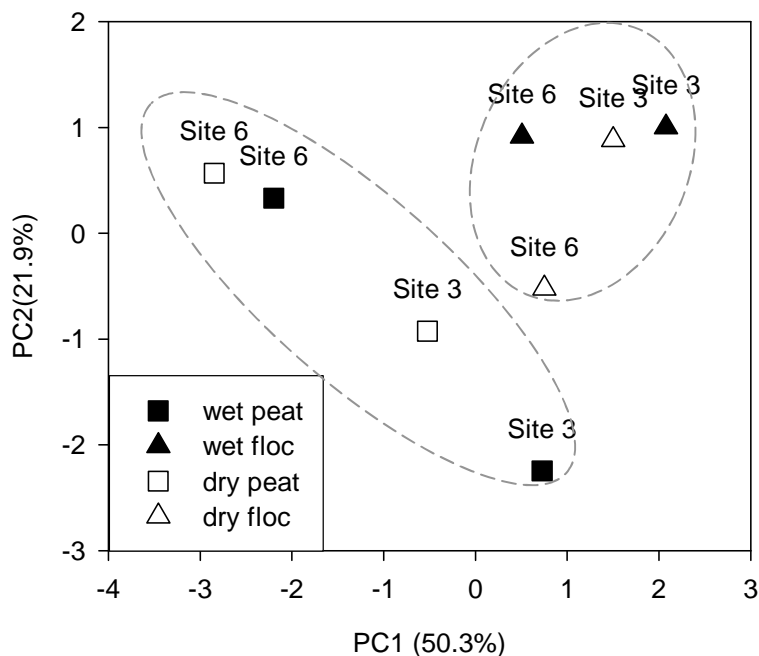 2
1
0
-1
-2
-3
PC2(21.9%)
Site 6
Site 3
Site 3
Site 6
Site 6
Site 6
Site 3
Site 3
wet peat
wet floc
dry peat
dry floc
-4 -3 -2 -1 0 1 2 3
PC1 (50.3%)